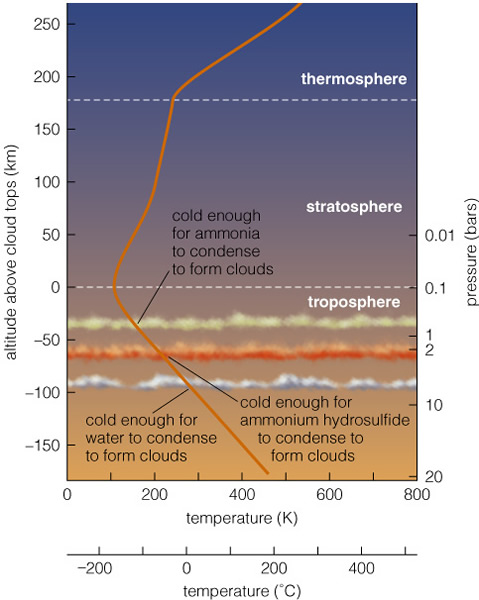 altitude above cloud tops (km)
250
200
150
100
50
0
−50
−100
−150
thermosphere
stratosphere
cold enough
for ammonia
to condense
to form clouds
troposphere
cold enough for
water to condense
to form clouds
cold enough for
ammonium hydrosulfide
to condense to
form clouds
pressure (bars)
0.01
0.1
1
2
10
20
0 200 400 600 800
temperature (K)
−200 0 200 400
temperature (°C)